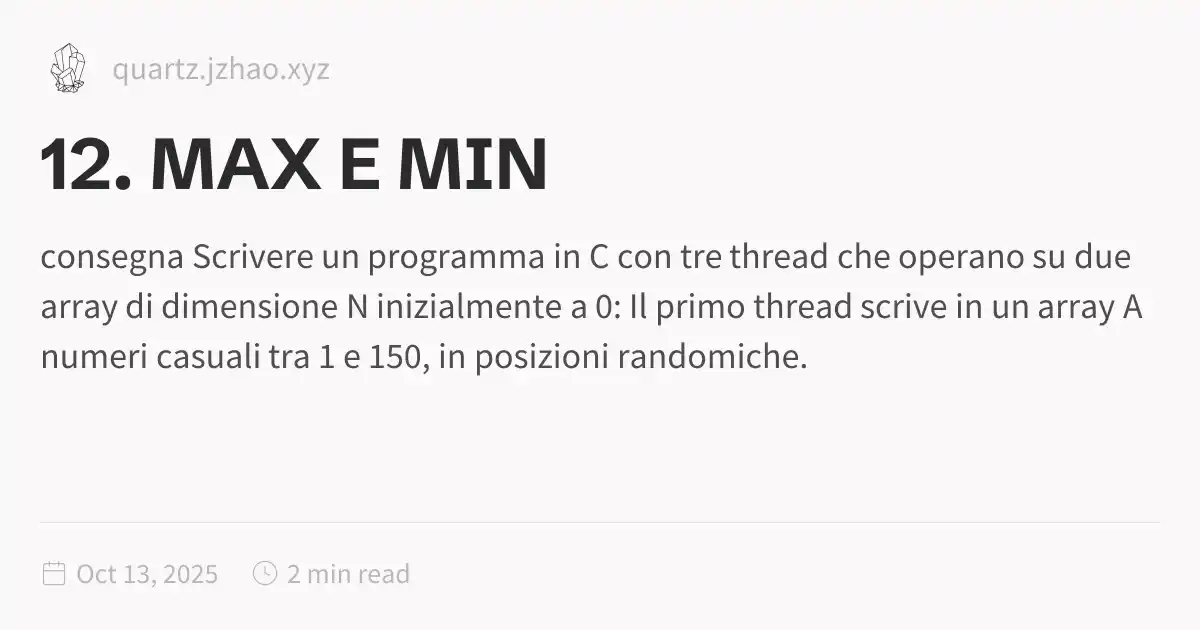 quartz.jzhao.xyz
12. MAX E MIN
consegna Scrivere un programma in C con tre thread che operano su due
array di dimensione N inizialmente a 0: Il primo thread scrive in un array A
numeri casuali tra 1 e 150, in posizioni randomiche.
Oct 13, 2025 2 min read